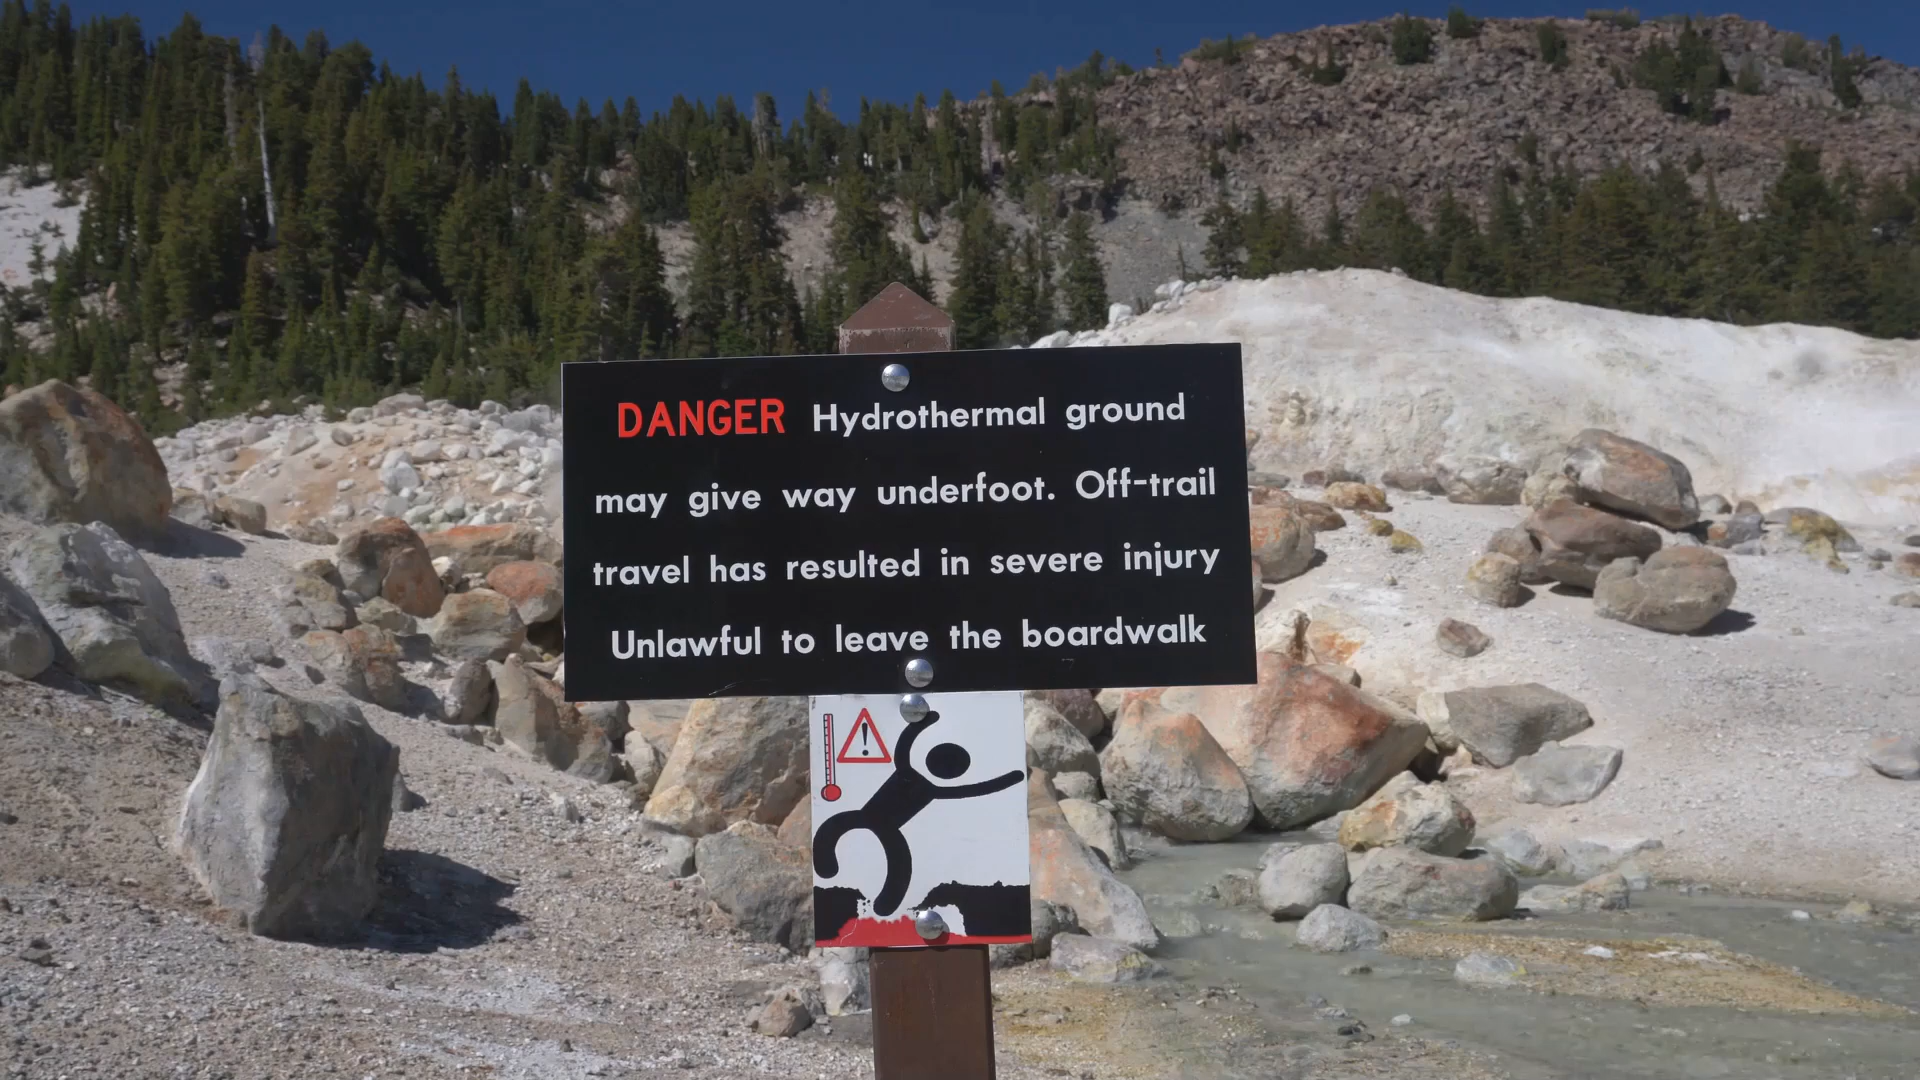 DANGER Hydrothermal ground
may give way underfoot. Off-trail
travel has resulted in severe injury
Unlawful to leave the boardwalk
!